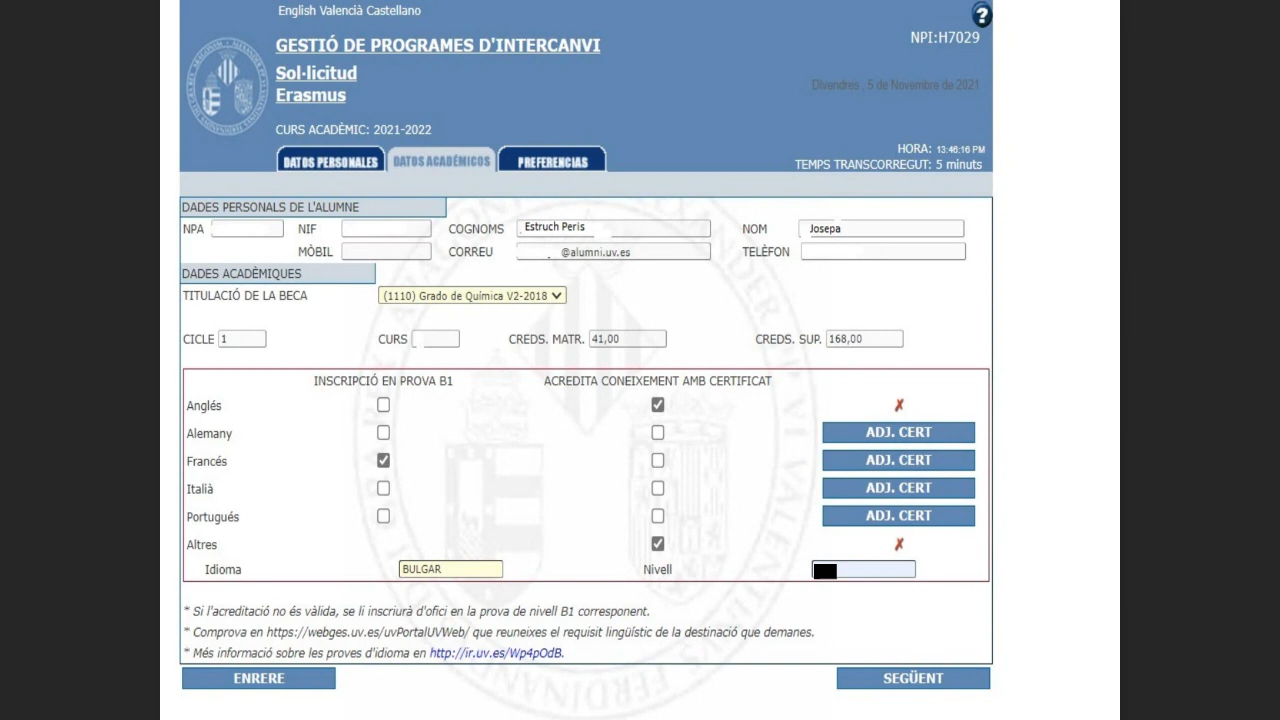 English Valencià Castellano
?
GESTIÓ DE PROGRAMES D'INTERCANVI
NPI:H7029
Sol·licitud
Erasmus
Divendres , 5 de Novembre de 2021
CURS ACADÈMIC: 2021-2022
HORA: 13:46:16 PM
DATOS PERSONALES DATOS ACADÉMICOS PREFERENCIAS
TEMPS TRANSCORREGUT: 5 minuts
DADES PERSONALS DE L'ALUMNE
NPA NIF COGNOMS Estruch Peris NOM Josepa
MÒBIL CORREU @alumni.uv.es TELÈFON
DADES ACADÈMIQUES
TITULACIÓ DE LA BECA (1110) Grado de Química V2-2018
CICLE 1 CURS CREDS. MATR. 41,00 CREDS. SUP. 168,00
INSCRIPCIÓ EN PROVA B1 ACREDITA CONEIXEMENT AMB CERTIFICAT
Anglés ✗
Alemany ADJ. CERT
Francés ADJ. CERT
Italià ADJ. CERT
Portugués ADJ. CERT
Altres ✗
Idioma BULGAR Nivell
* Si l'acreditació no és vàlida, se li inscriurà d'ofici en la prova de nivell B1 corresponent.
* Comprova en https://webges.uv.es/uvPortalUVWeb/ que reuneixes el requisit lingüístic de la destinació que demanes.
* Més informació sobre les proves d'idioma en http://ir.uv.es/Wp4pOdB.
ENRERE SEGÜENT